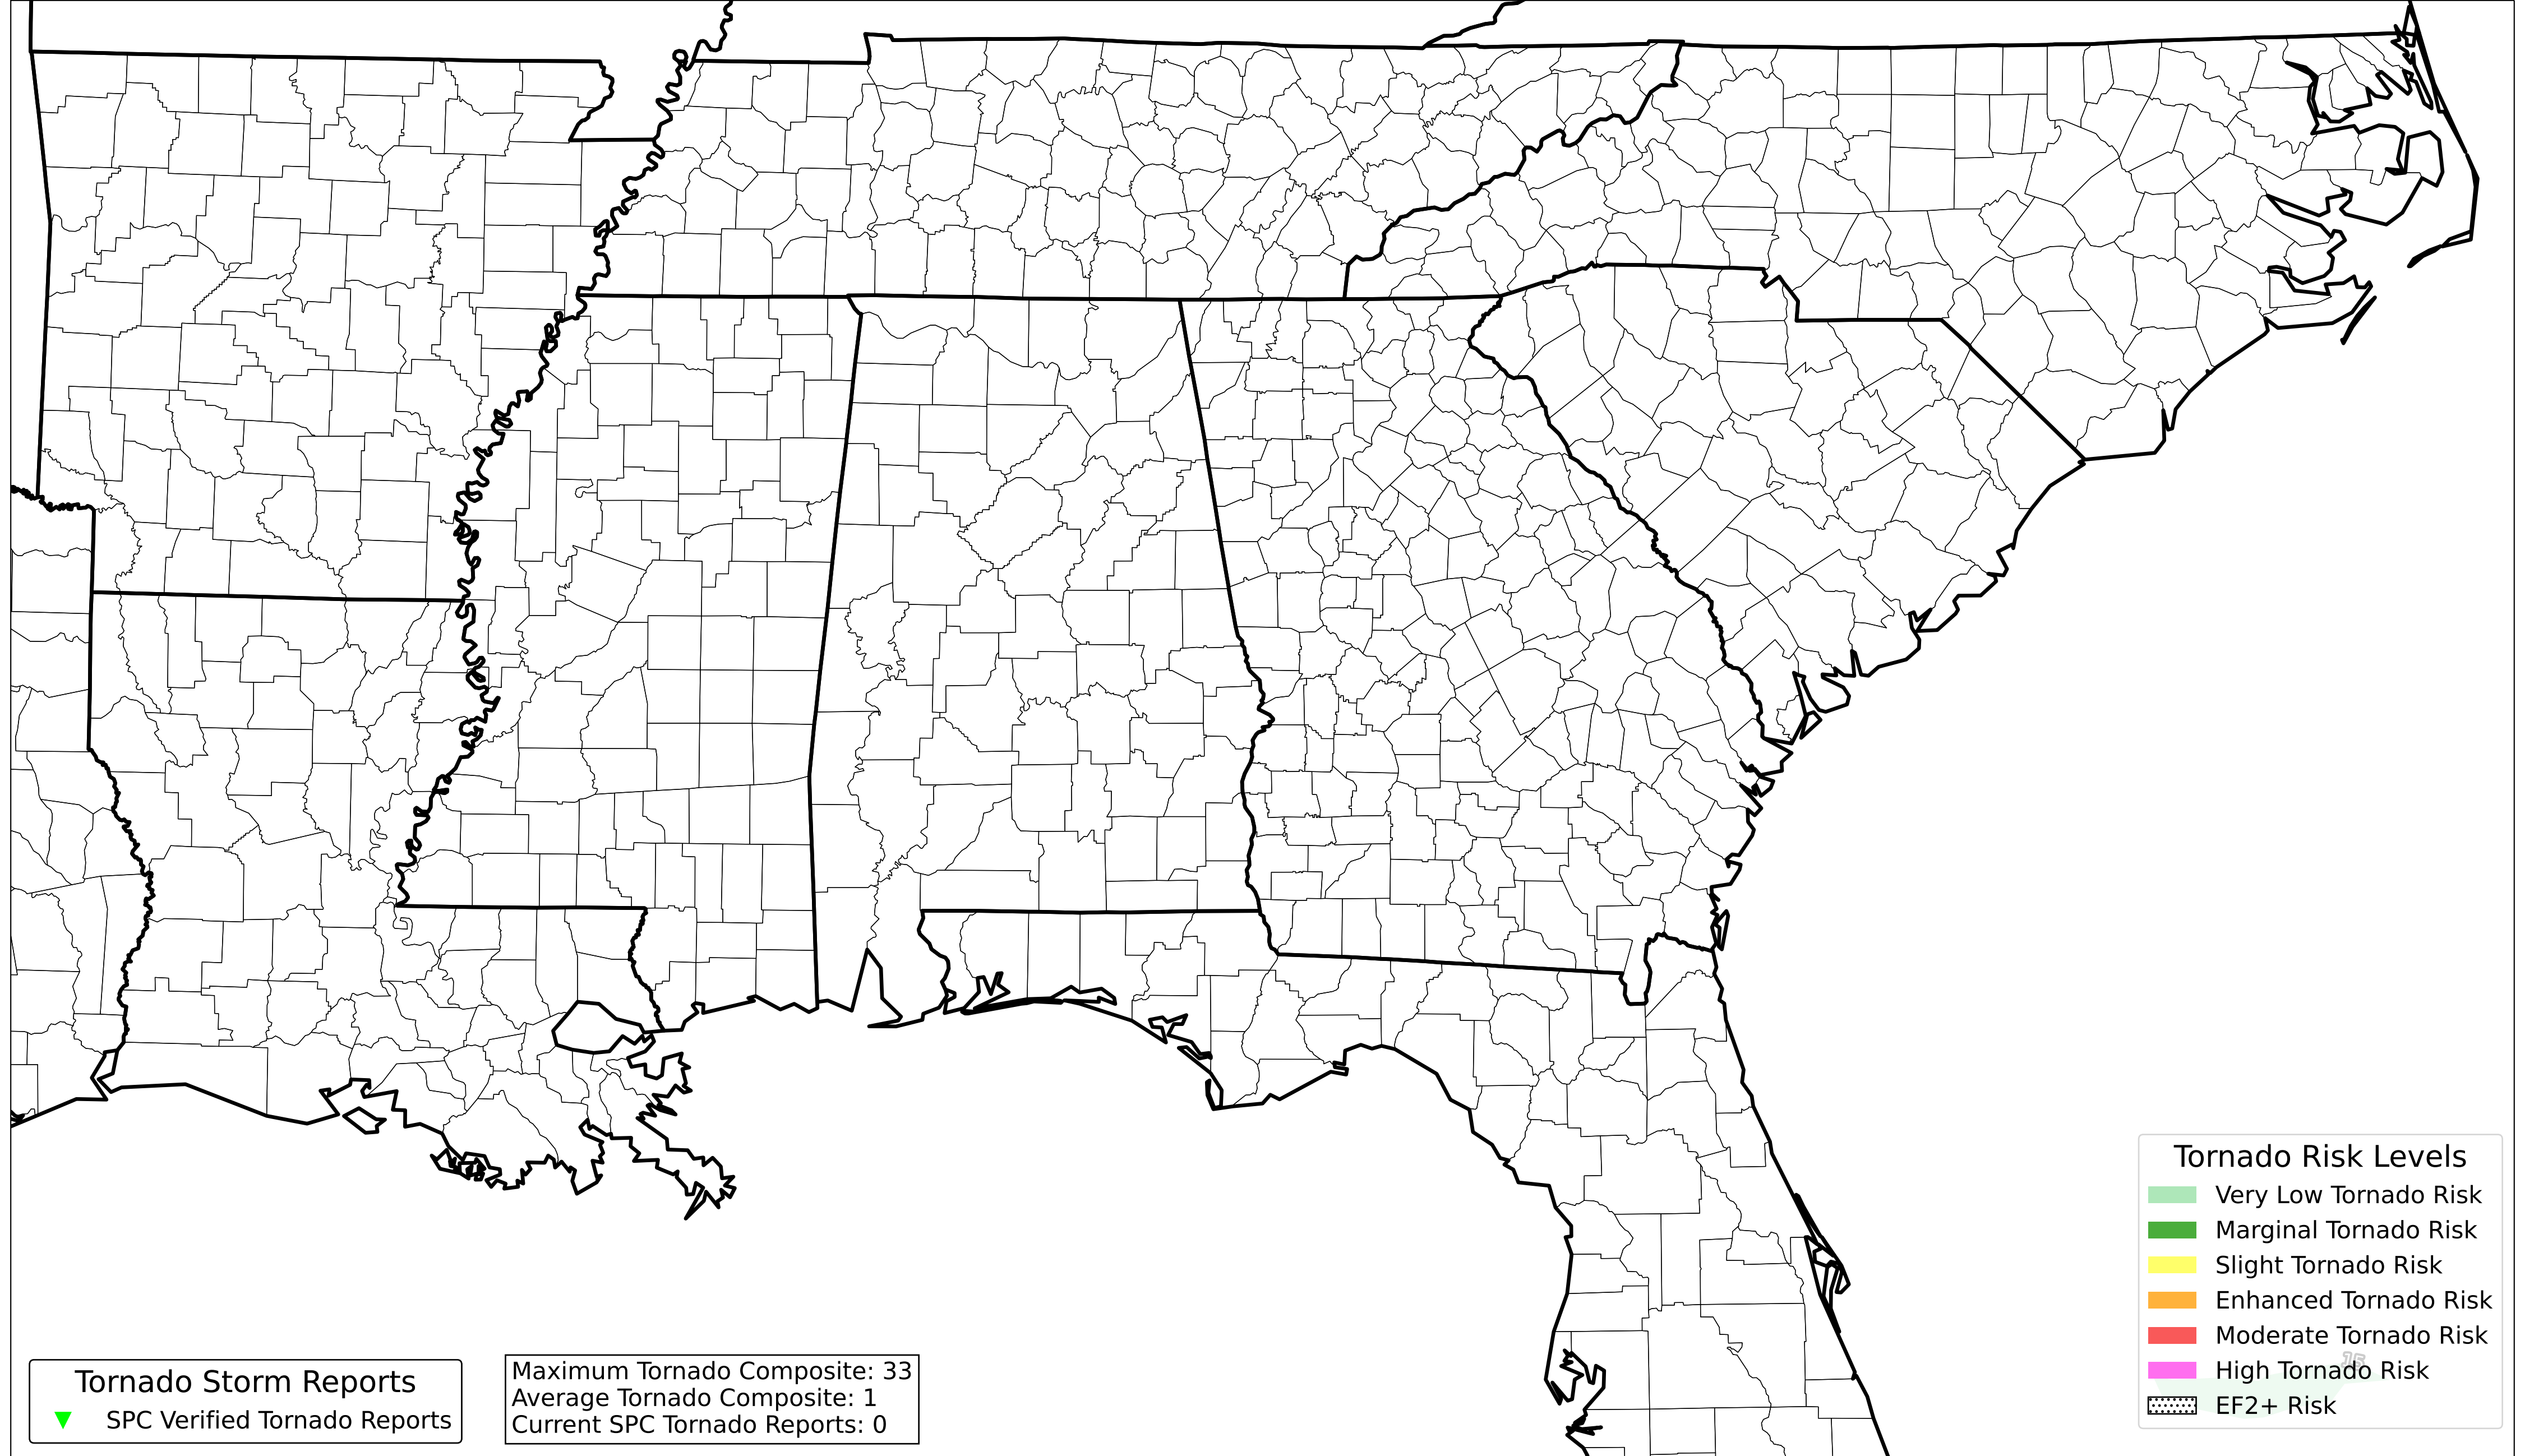 Tornado Risk Levels
Very Low Tornado Risk
Marginal Tornado Risk
Slight Tornado Risk
Enhanced Tornado Risk
Moderate Tornado Risk
15
High Tornado Risk
EF2+ Risk
Tornado Storm Reports
SPC Verified Tornado Reports
Maximum Tornado Composite: 33
Average Tornado Composite: 1
Current SPC Tornado Reports: 0